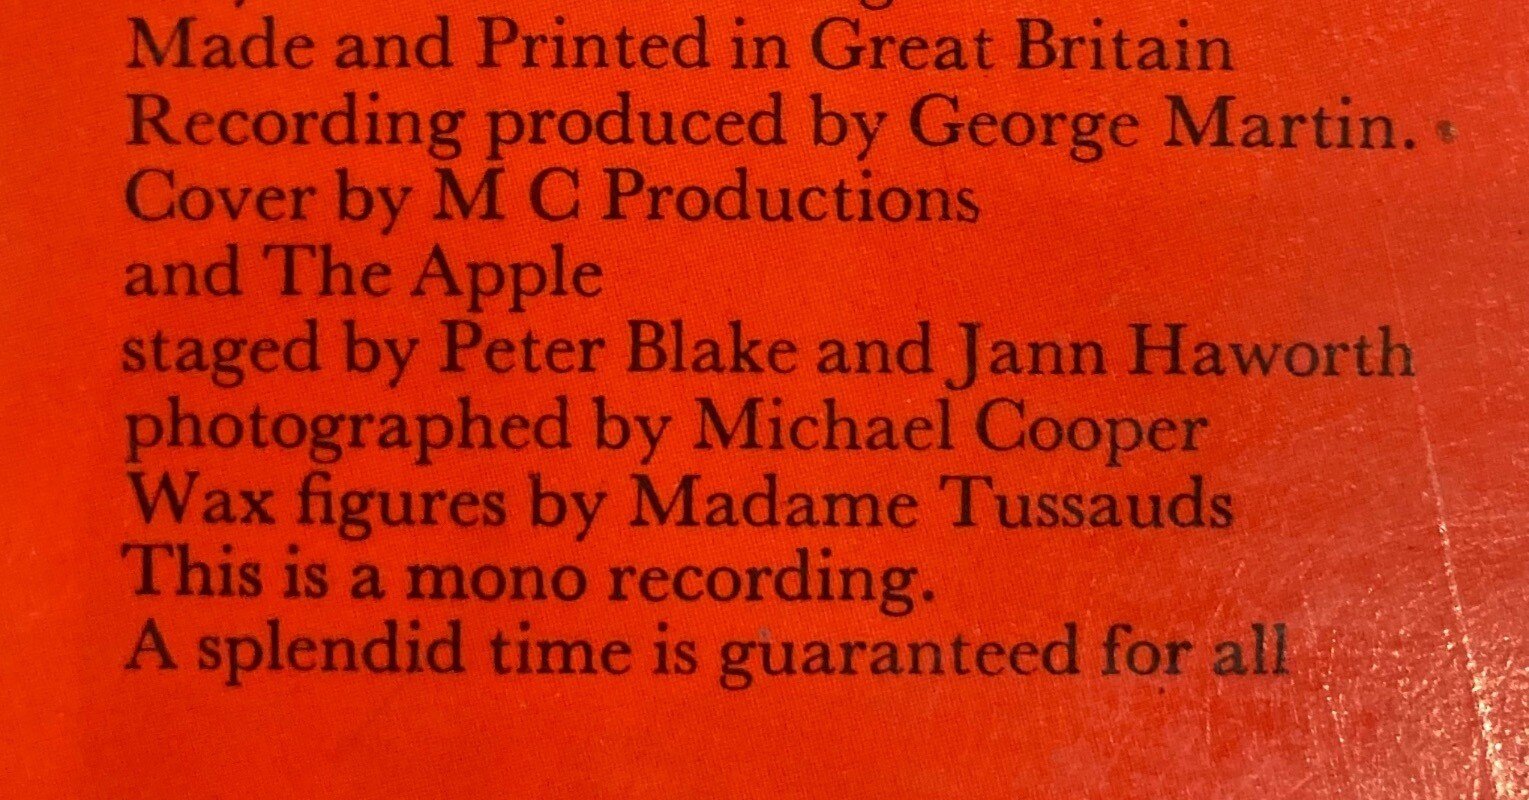 Made and Printed in Great Britain
Recording produced by George Martin.
Cover by M C Productions
and The Apple
staged by Peter Blake and Jann Haworth
photographed by Michael Cooper
Wax figures by Madame Tussauds
This is a mono recording.
A splendid time is guaranteed for all